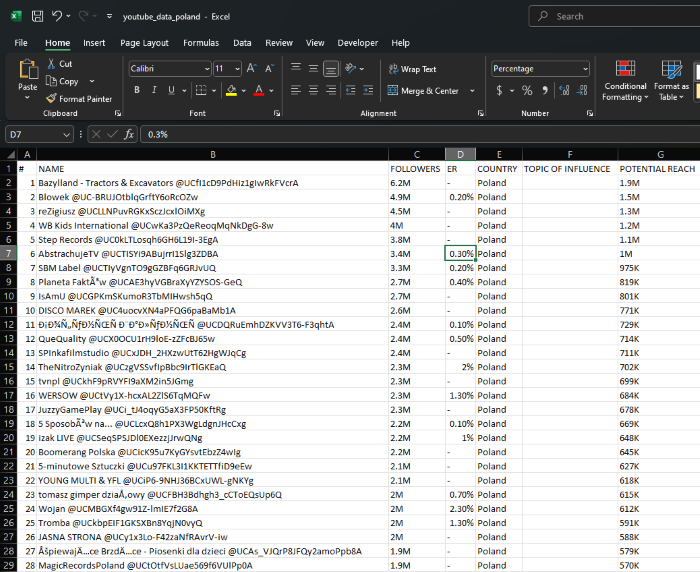 youtube_data_poland - Excel
Search
File Home Insert Page Layout Formulas Data Review View Developer Help
Paste
Cut
Copy
Format Painter
Clipboard
Calibri 11
B I U
Font
Wrap Text
Merge & Center
Alignment
Percentage
$ % 9
Number
Conditional Formatting
Format as Table
D7 fx 0.3%
A B C D E F G
1 # NAME FOLLOWERS ER COUNTRY TOPIC OF INFLUENCE POTENTIAL REACH
2 1 Bazylland - Tractors & Excavators @UCfI1cD9PdHiz1gIwRkFVcrA 6.2M - Poland 1.9M
3 2 Blowek @UC-BRUJOtblqGrftY6oRcOZw 4.9M 0.20% Poland 1.5M
4 3 reZigiusz @UCLLNPuvRGKxSczJcxlOiMXg 4.5M - Poland 1.3M
5 4 WB Kids International @UCwKa3PzQeReoqMqNkDgG-8w 4M - Poland 1.2M
6 5 Step Records @UC0kLTLosqh6GH6L19I-3EgA 3.8M - Poland 1.1M
7 6 AbstrachujeTV @UCTISYi9ABujrrI1Slg3ZDBA 3.4M 0.30% Poland 1M
8 7 SBM Label @UCTIyVgnTO9gGZBFq6GRJvUQ 3.3M 0.20% Poland 975K
9 8 Planeta FaktÃ³w @UCAE3hyVGBraXyYZYSOS-GeQ 2.7M 0.40% Poland 819K
10 9 IsAmU @UCGPKmSKumoR3TbMIHwsh5qQ 2.7M - Poland 801K
11 10 DISCO MAREK @UC4uocvXN4aPFQG6paBaMb1A 2.6M - Poland 771K
12 11 @UCDQRuEmhDZKVV3T6-F3qhtA 2.4M 0.10% Poland 729K
13 12 QueQuality @UCX0OCU1rH9loE-zZFcBJ65w 2.4M 0.50% Poland 714K
14 13 SPInkafilmstudio @UCxJDH_2HXzwUtT62HgWJqCg 2.4M - Poland 711K
15 14 TheNitroZyniak @UCzgVSSvfIpBbc9IrTlGKEaQ 2.3M 2% Poland 702K
16 15 tvnpl @UCkhF9pRVYFI9aXM2in5JGmg 2.3M - Poland 699K
17 16 WERSOW @UCtVy1X-hcxAL2ZIS6TqMQFw 2.3M 1.30% Poland 684K
18 17 JuzzyGamePlay @UCi_tJ4oqyG5aX3FP50KftRg 2.3M - Poland 678K
19 18 5 SposobÃ³w na... @UCLcxQ8h1PX3WgLdgnJHcCxg 2.2M 0.10% Poland 669K
20 19 izak LIVE @UCSeqSPSJDl0EXezzjJrwQNg 2.2M 1% Poland 648K
21 20 Boomerang Polska @UCicK95u7KyGYsvtEbzZ4wIg 2.2M - Poland 645K
22 21 5-minutowe Sztuczki @UCu97FKL3I1KKTETTfiD9eEw 2.1M - Poland 627K
23 22 YOUNG MULTI & YFL @UCiP6-9NHJ36BCxUWL-gNKYg 2.1M - Poland 618K
24 23 tomasz gimper dziaÅ‚owy @UCFBH3Bdhgh3_cCToEQsUp6Q 2M 0.70% Poland 615K
25 24 Wojan @UCMBGXf4gw91Z-lmIE7f2G8A 2M 2.30% Poland 612K
26 25 Tromba @UCkbpEIF1GKSXBn8YqjN0vyQ 2M 1.30% Poland 591K
27 26 JASNA STRONA @UCy1x3Lo-F42zaNfRAvrV-iw 2M - Poland 588K
28 27 ÅšpiewajÄ…ce BrzdÄ…ce - Piosenki dla dzieci @UCAs_VJQrP8JFQy2amoPpb8A 1.9M - Poland 579K
29 28 MagicRecordsPoland @UCtOtfVsLUae569f6VUIPp0A 1.9M - Poland 570K